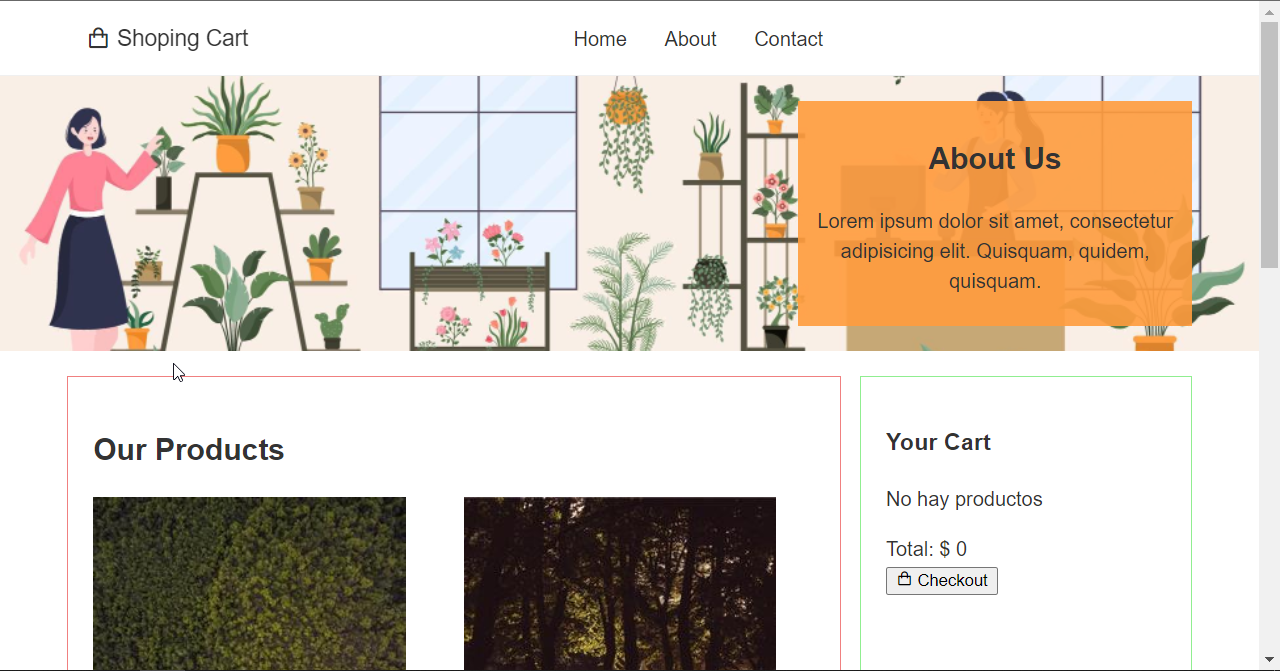 Shoping Cart
Home About Contact
About Us
Lorem ipsum dolor sit amet, consectetur
adipisicing elit. Quisquam, quidem,
quisquam.
Our Products
Your Cart
No hay productos
Total: $ 0
Checkout